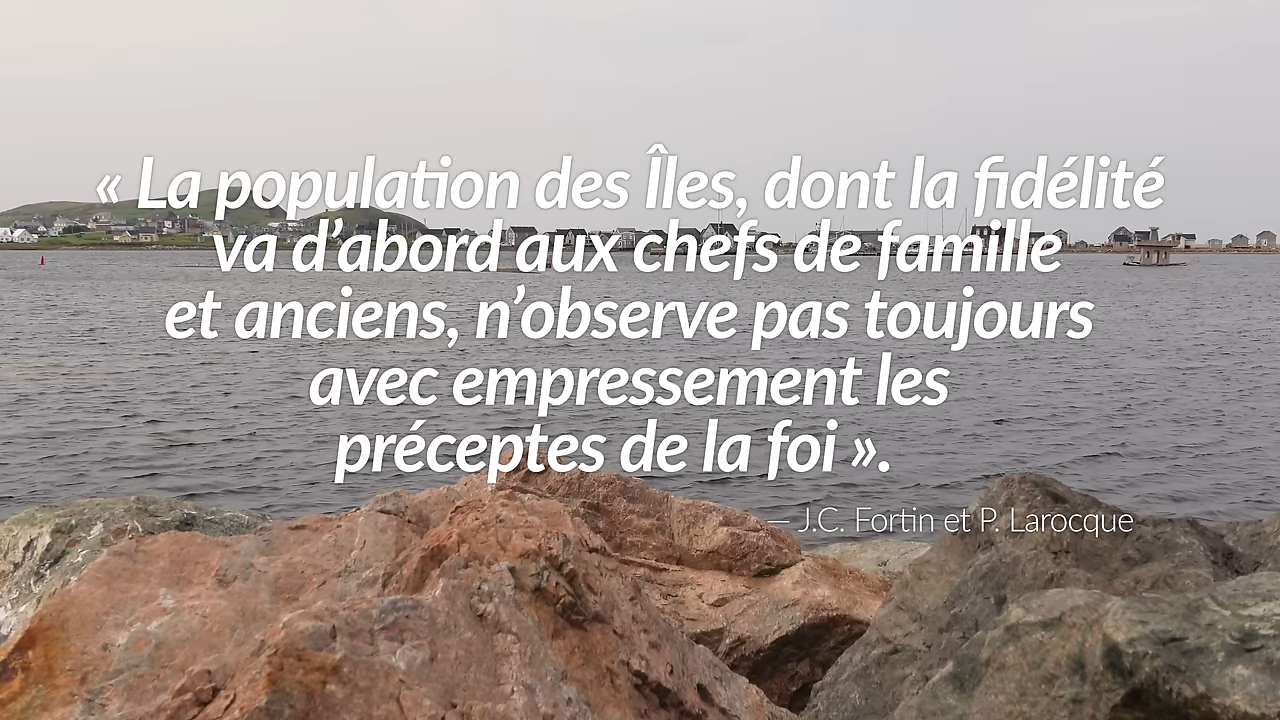 « La population des Îles, dont la fidélité
va d’abord aux chefs de famille
et anciens, n’observe pas toujours
avec empressement les
préceptes de la foi ».
— J.C. Fortin et P. Larocque